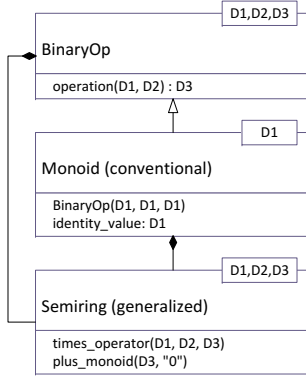 D1,D2,D3
BinaryOp
operation(D1, D2) : D3
D1
Monoid (conventional)
BinaryOp(D1, D1, D1)
identity_value: D1
D1,D2,D3
Semiring (generalized)
times_operator(D1, D2, D3)
plus_monoid(D3, "0")